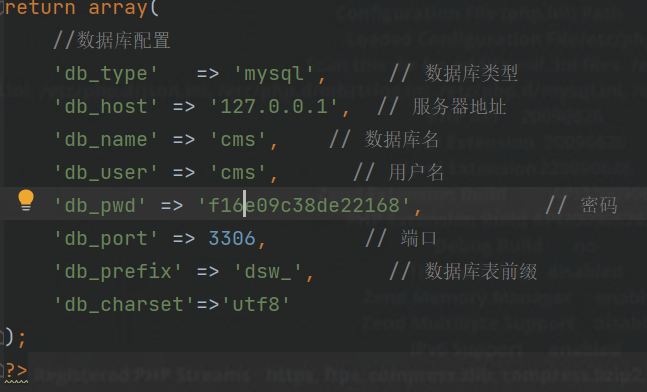 return array(
//数据库配置
'db_type' => 'mysql', // 数据库类型
'db_host' => '127.0.0.1', // 服务器地址
'db_name' => 'cms', // 数据库名
'db_user' => 'cms', // 用户名
'db_pwd' => 'f16e09c38de22168', // 密码
'db_port' => 3306, // 端口
'db_prefix' => 'dsw_', // 数据库表前缀
'db_charset'=>'utf8'
);
?>